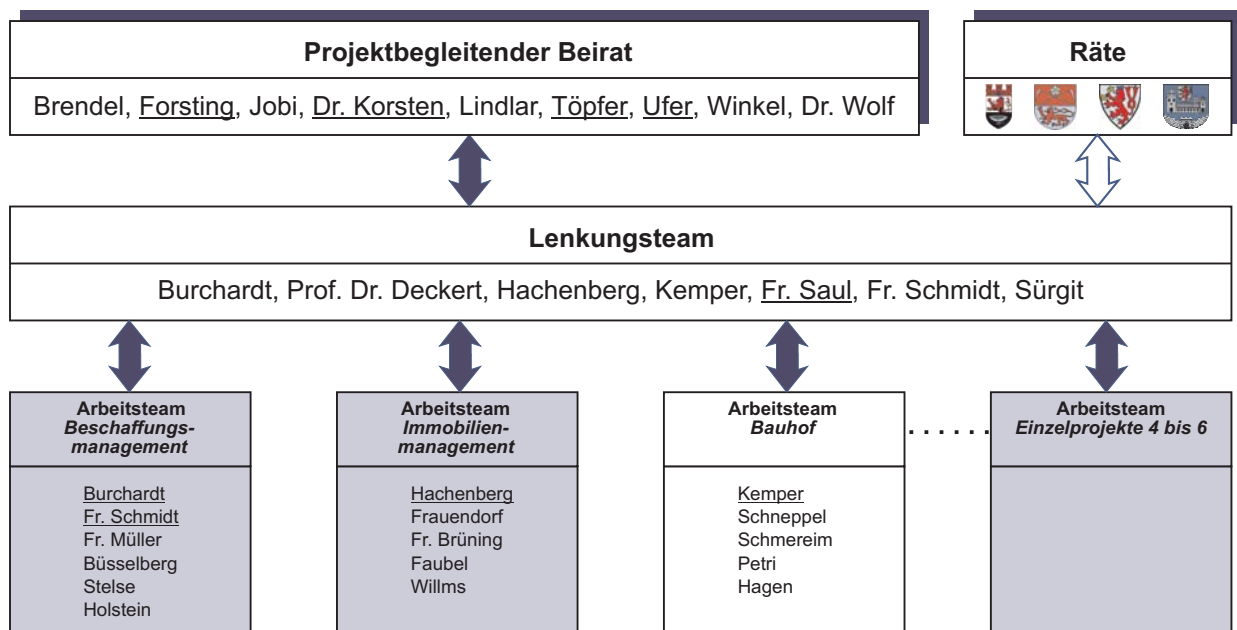 Projektbegleitender Beirat
Brendel, Forsting, Jobi, Dr. Korsten, Lindlar, Töpfer, Ufer, Winkel, Dr. Wolf
Räte
Lenkungsteam
Burchardt, Prof. Dr. Deckert, Hachenberg, Kemper, Fr. Saul, Fr. Schmidt, Sürgit
Arbeitsteam
Beschaffungs-
management
Burchardt
Fr. Schmidt
Fr. Müller
Büsselberg
Stelse
Holstein
Arbeitsteam
Immobilien-
management
Hachenberg
Frauendorf
Fr. Brüning
Faubel
Willms
Arbeitsteam
Bauhof
Kemper
Schneppel
Schmereim
Petri
Hagen
. . . . . .
Arbeitsteam
Einzelprojekte 4 bis 6